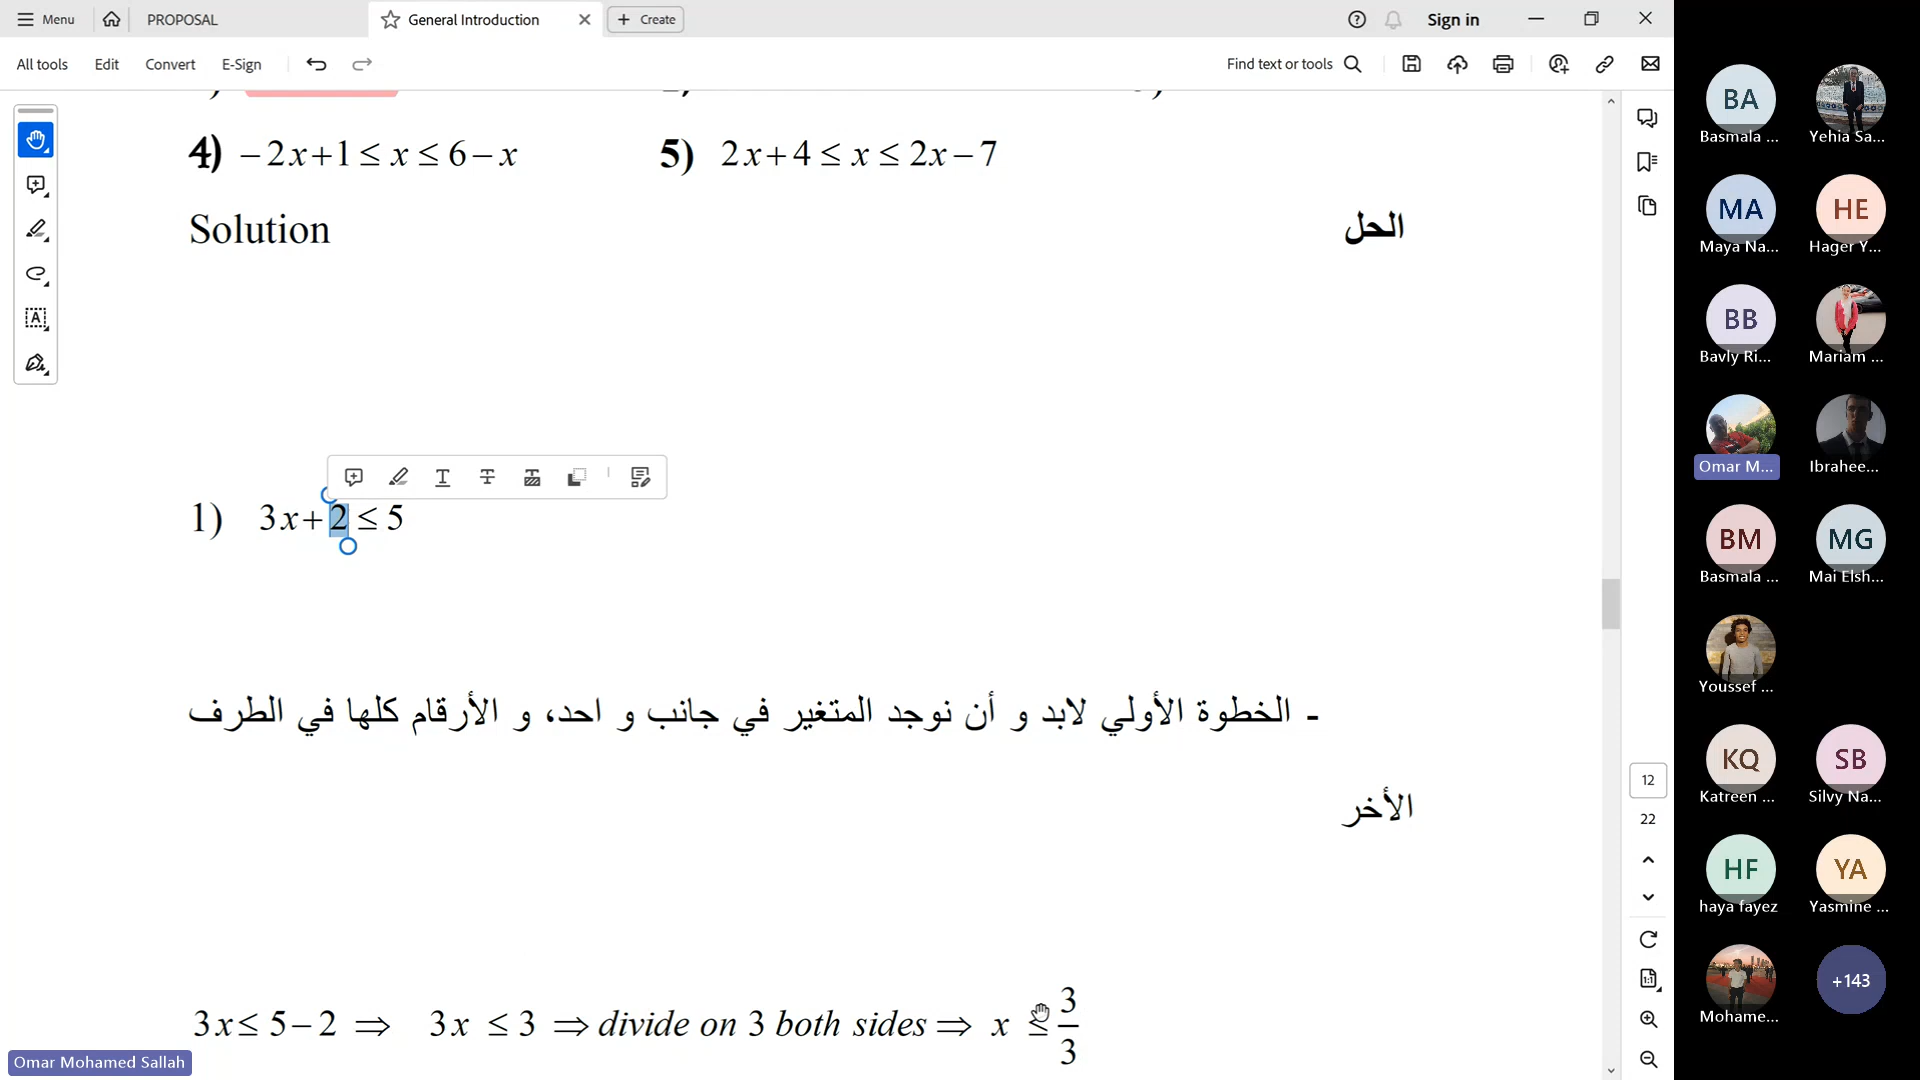 Menu PROPOSAL General Introduction Create Sign in
All tools Edit Convert E-Sign Find text or tools
4) −2x+1 ≤ x ≤ 6−x 5) 2x+4 ≤ x ≤ 2x−7
Solution الحل
1) 3x+2 ≤ 5
- الخطوة الأولي لابد و أن نوجد المتغير في جانب و احد، و الأرقام كلها في الطرف
الأخر
3x ≤ 5−2 ⇒ 3x ≤ 3 ⇒ divide on 3 both sides ⇒ x ≤ 3/3
Omar Mohamed Sallah
12
22
BA
Basmala ...
Yehia Sa...
MA
Maya Na...
HE
Hager Y...
BB
Bavly Ri...
Mariam ...
Omar M...
Ibrahee...
BM
Basmala ...
MG
Mai Elsh...
Youssef ...
KQ
Katreen ...
SB
Silvy Na...
HF
haya fayez
YA
Yasmine ...
Mohame...
+143